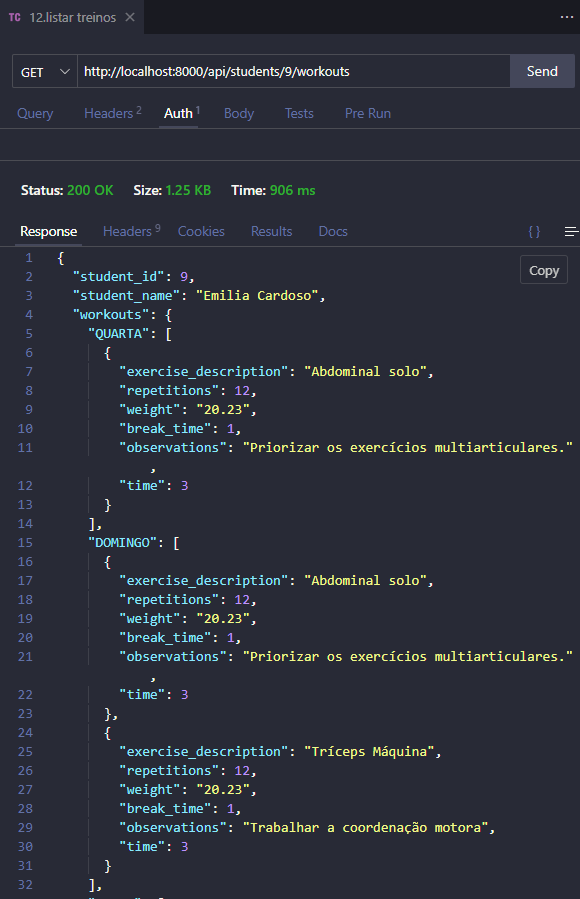 TC 12.listar treinos ×
GET http://localhost:8000/api/students/9/workouts Send
Query Headers 2 Auth 1 Body Tests Pre Run
Status: 200 OK Size: 1.25 KB Time: 906 ms
Response Headers 9 Cookies Results Docs { }
Copy
1 {
2 "student_id": 9,
3 "student_name": "Emilia Cardoso",
4 "workouts": {
5 "QUARTA": [
6 {
7 "exercise_description": "Abdominal solo",
8 "repetitions": 12,
9 "weight": "20.23",
10 "break_time": 1,
11 "observations": "Priorizar os exercícios multiarticulares."
,
12 "time": 3
13 }
14 ],
15 "DOMINGO": [
16 {
17 "exercise_description": "Abdominal solo",
18 "repetitions": 12,
19 "weight": "20.23",
20 "break_time": 1,
21 "observations": "Priorizar os exercícios multiarticulares."
,
22 "time": 3
23 },
24 {
25 "exercise_description": "Tríceps Máquina",
26 "repetitions": 12,
27 "weight": "20.23",
28 "break_time": 1,
29 "observations": "Trabalhar a coordenação motora",
30 "time": 3
31 }
32 ],